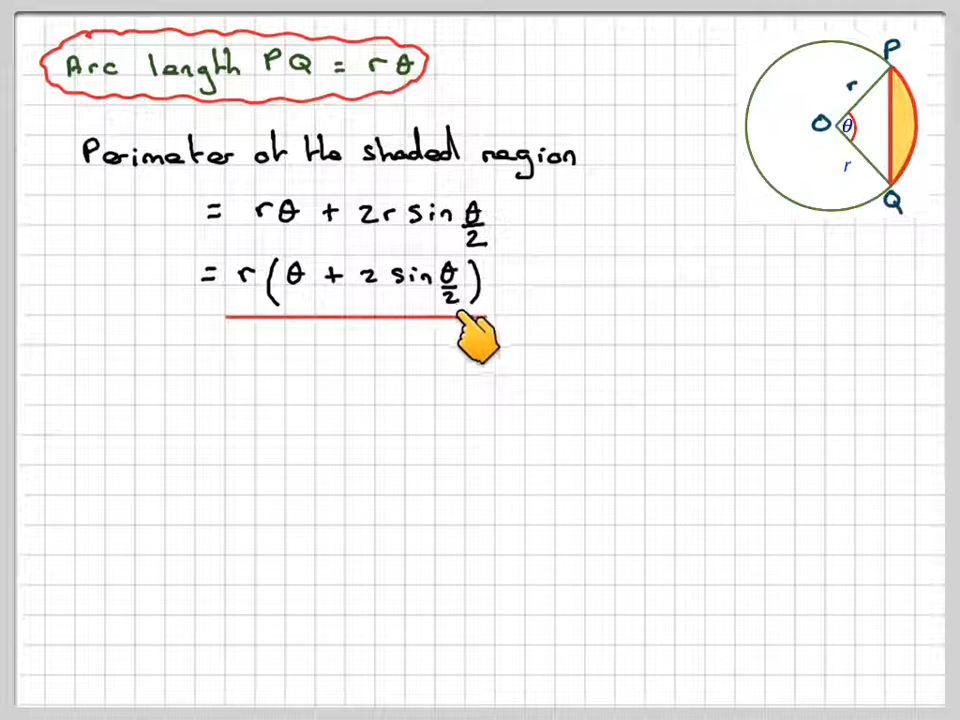 Arc length PQ = rθ
Perimeter of the shaded region
= rθ + 2r sin θ/2
= r(θ + 2 sin θ/2)
P
r
O θ
r
Q